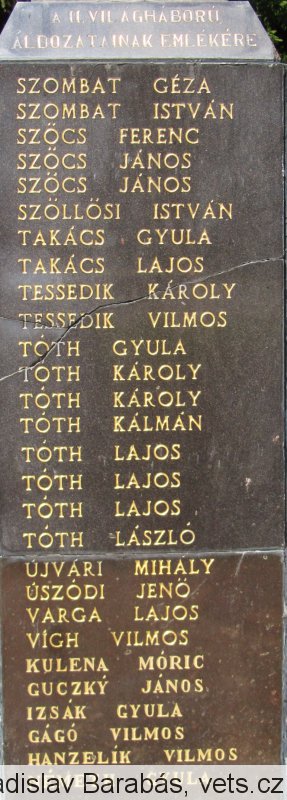 A II. VILÁGHÁBORÚ
ÁLDOZATAINAK EMLÉKÉRE
SZOMBAT GÉZA
SZOMBAT ISTVÁN
SZŐCS FERENC
SZŐCS JÁNOS
SZŐCS JÁNOS
SZÖLLŐSI ISTVÁN
TAKÁCS GYULA
TAKÁCS LAJOS
TESSEDIK KÁROLY
TESSEDIK VILMOS
TÓTH GYULA
TÓTH KÁROLY
TÓTH KÁROLY
TÓTH KÁLMÁN
TÓTH LAJOS
TÓTH LAJOS
TÓTH LAJOS
TÓTH LÁSZLÓ
ÚJVÁRI MIHÁLY
ÚSZÓDI JENŐ
VARGA LAJOS
VÍGH VILMOS
KULENA MÓRIC
GUCZKÝ JÁNOS
IZSÁK GYULA
GÁGÓ VILMOS
HANZELÍK VILMOS
GYULA
adislav Barabás, vets.cz